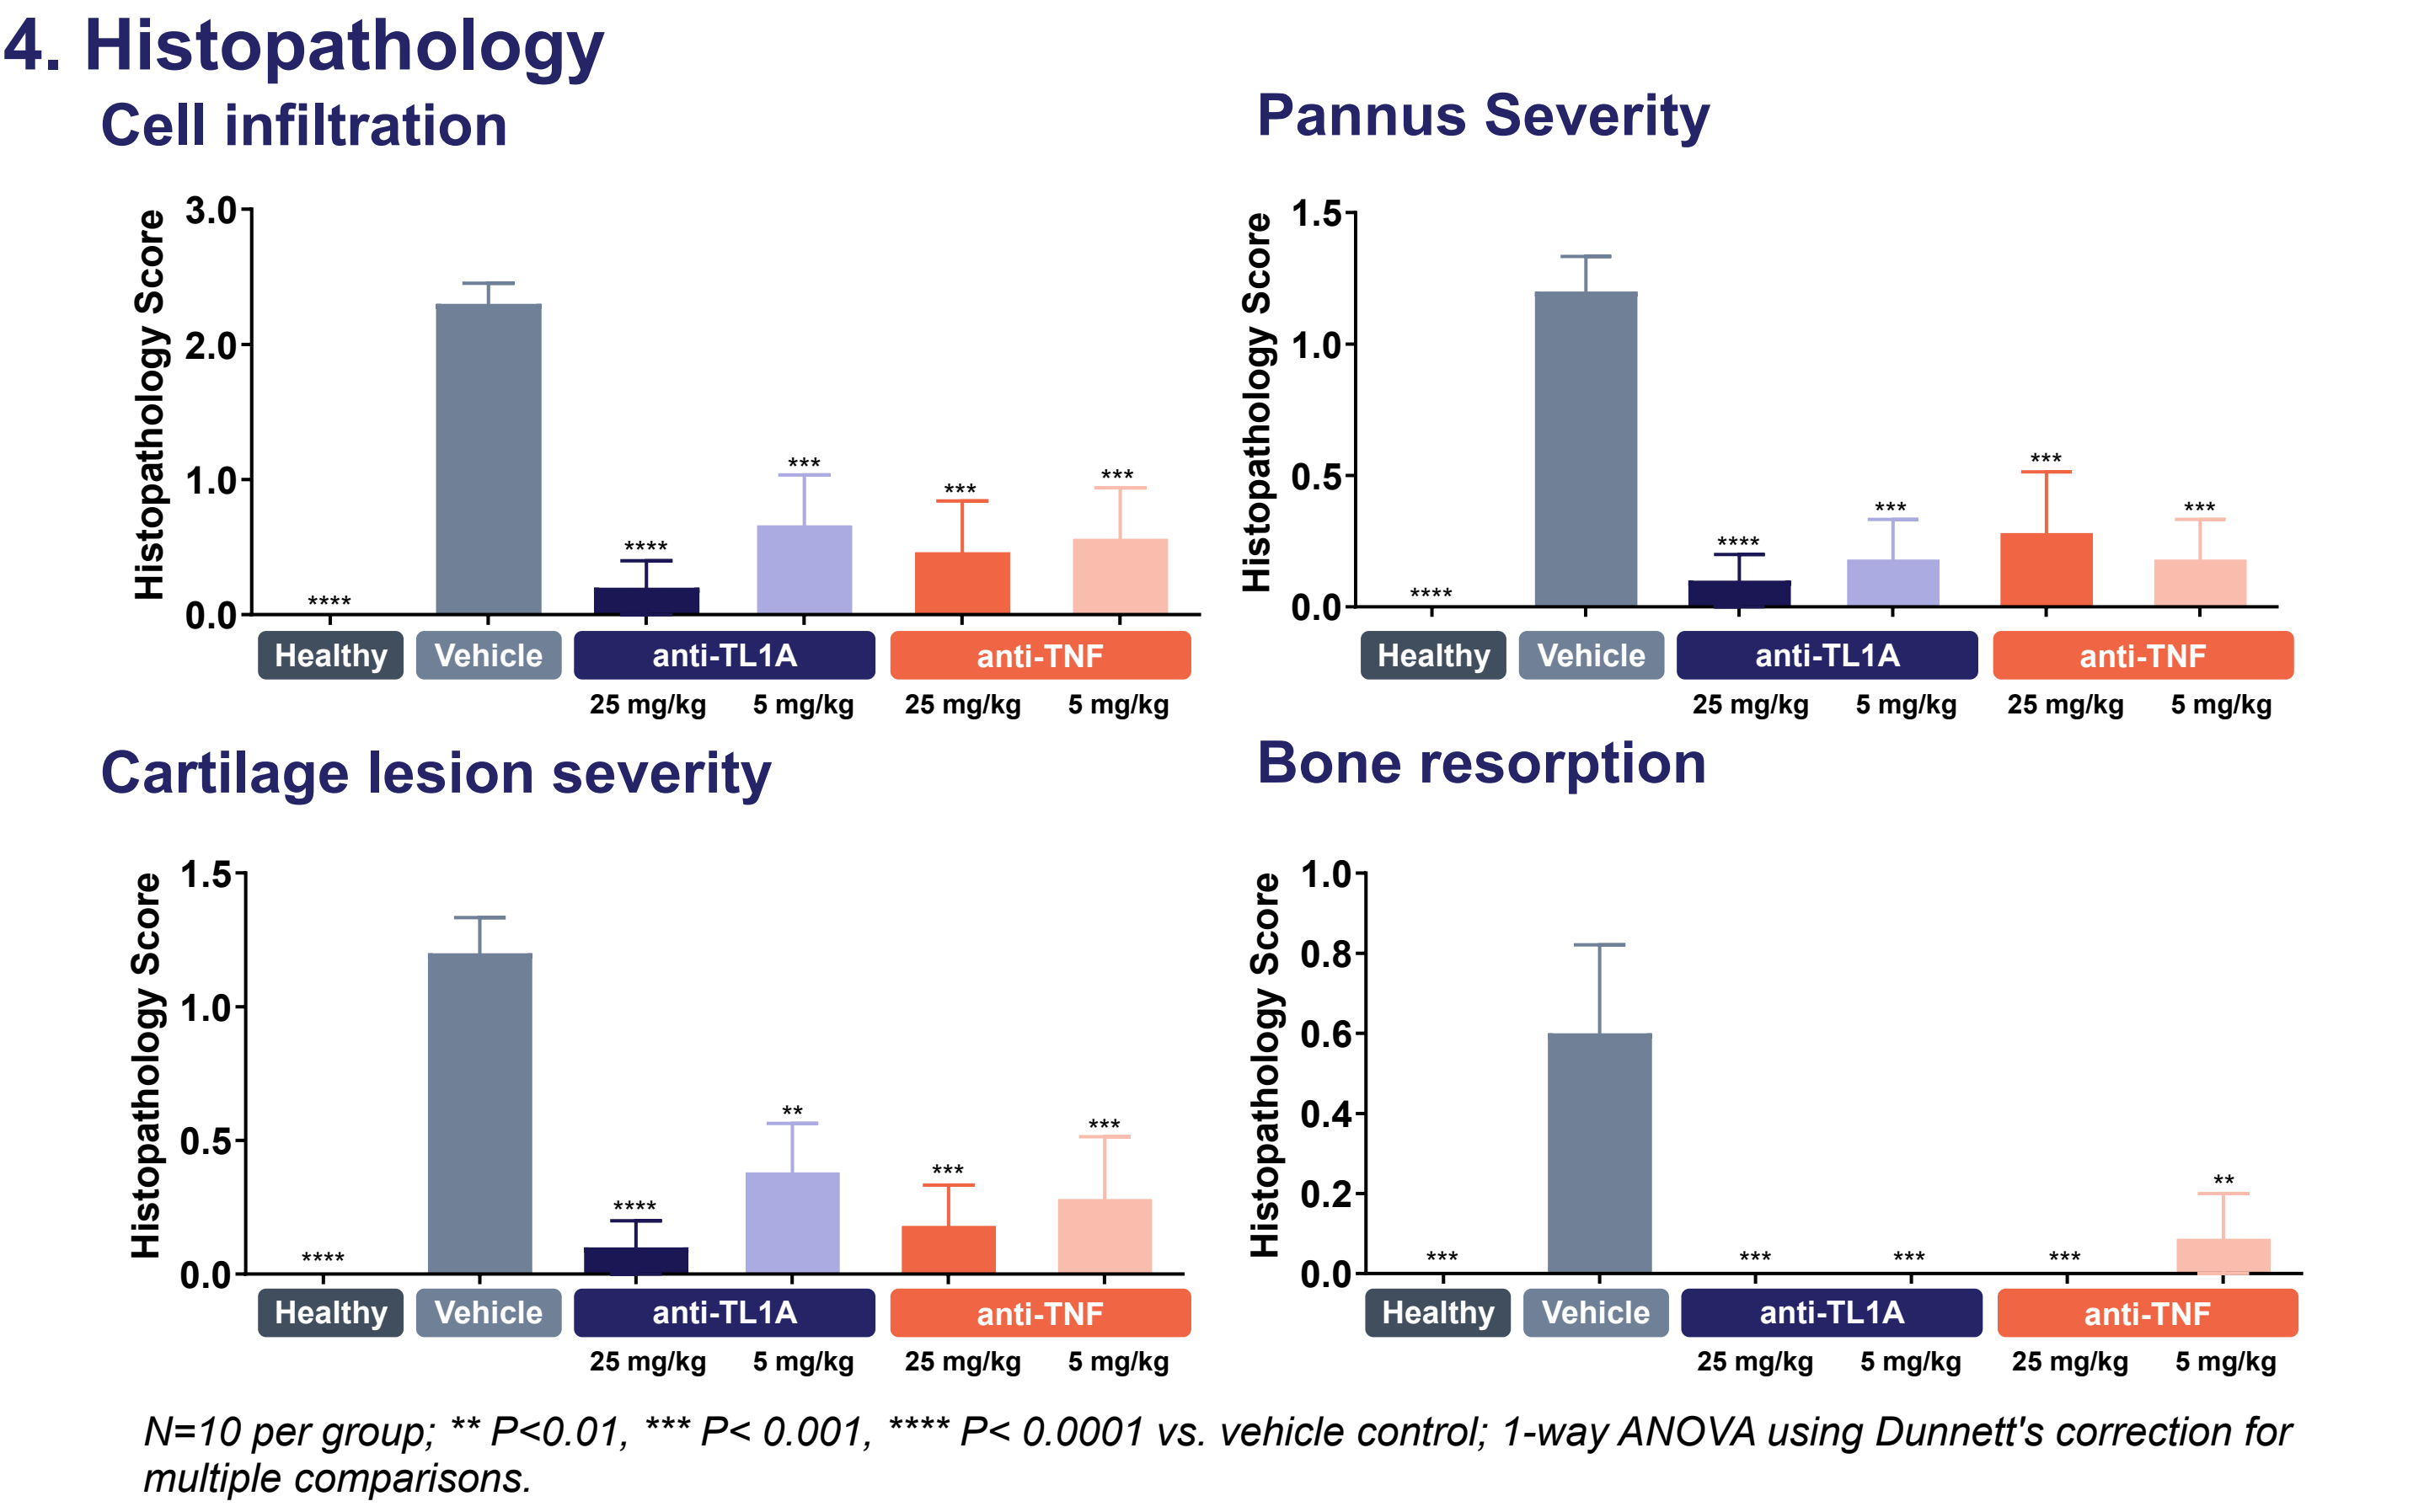 4. Histopathology
Cell infiltration
Histopathology Score
3.0
2.0
1.0
0.0
****
****
***
***
***
Healthy
Vehicle
anti-TL1A
anti-TNF
25 mg/kg
5 mg/kg
25 mg/kg
5 mg/kg
Pannus Severity
Histopathology Score
1.5
1.0
0.5
0.0
****
****
***
***
***
Healthy
Vehicle
anti-TL1A
anti-TNF
25 mg/kg
5 mg/kg
25 mg/kg
5 mg/kg
Cartilage lesion severity
Histopathology Score
1.5
1.0
0.5
0.0
****
****
**
***
***
Healthy
Vehicle
anti-TL1A
anti-TNF
25 mg/kg
5 mg/kg
25 mg/kg
5 mg/kg
Bone resorption
Histopathology Score
1.0
0.8
0.6
0.4
0.2
0.0
***
***
***
***
**
Healthy
Vehicle
anti-TL1A
anti-TNF
25 mg/kg
5 mg/kg
25 mg/kg
5 mg/kg
N=10 per group; ** P<0.01, *** P< 0.001, **** P< 0.0001 vs. vehicle control; 1-way ANOVA using Dunnett's correction for
multiple comparisons.